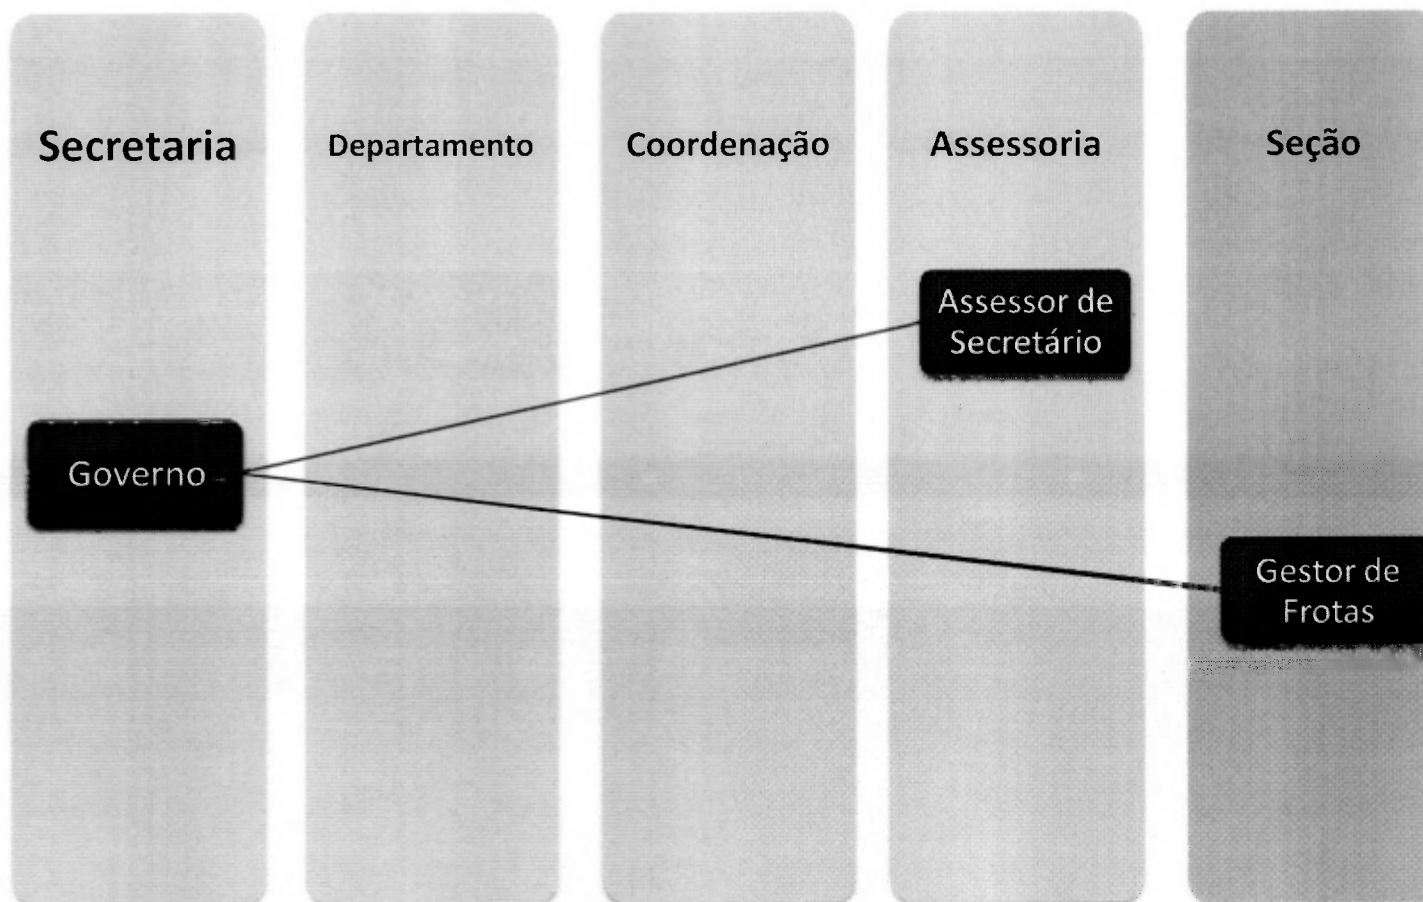 Secretaria
Departamento
Coordenação
Assessoria
Seção
Assessor de
Secretário
Governo
Gestor de
Frotas